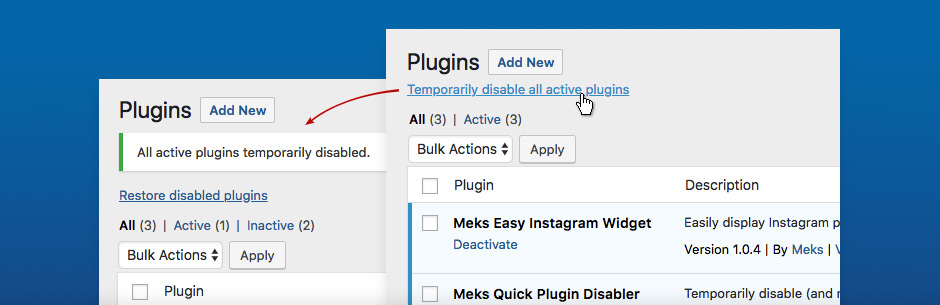 Plugins Add New
All active plugins temporarily disabled.
Restore disabled plugins
All (3) | Active (1) | Inactive (2)
Bulk Actions Apply
Plugin
Plugins Add New
Temporarily disable all active plugins
All (3) | Active (3)
Bulk Actions Apply
Plugin Description
Meks Easy Instagram Widget Easily display Instagram p
Deactivate Version 1.0.4 | By Meks | V
Meks Quick Plugin Disabler Temporarily disable (and r